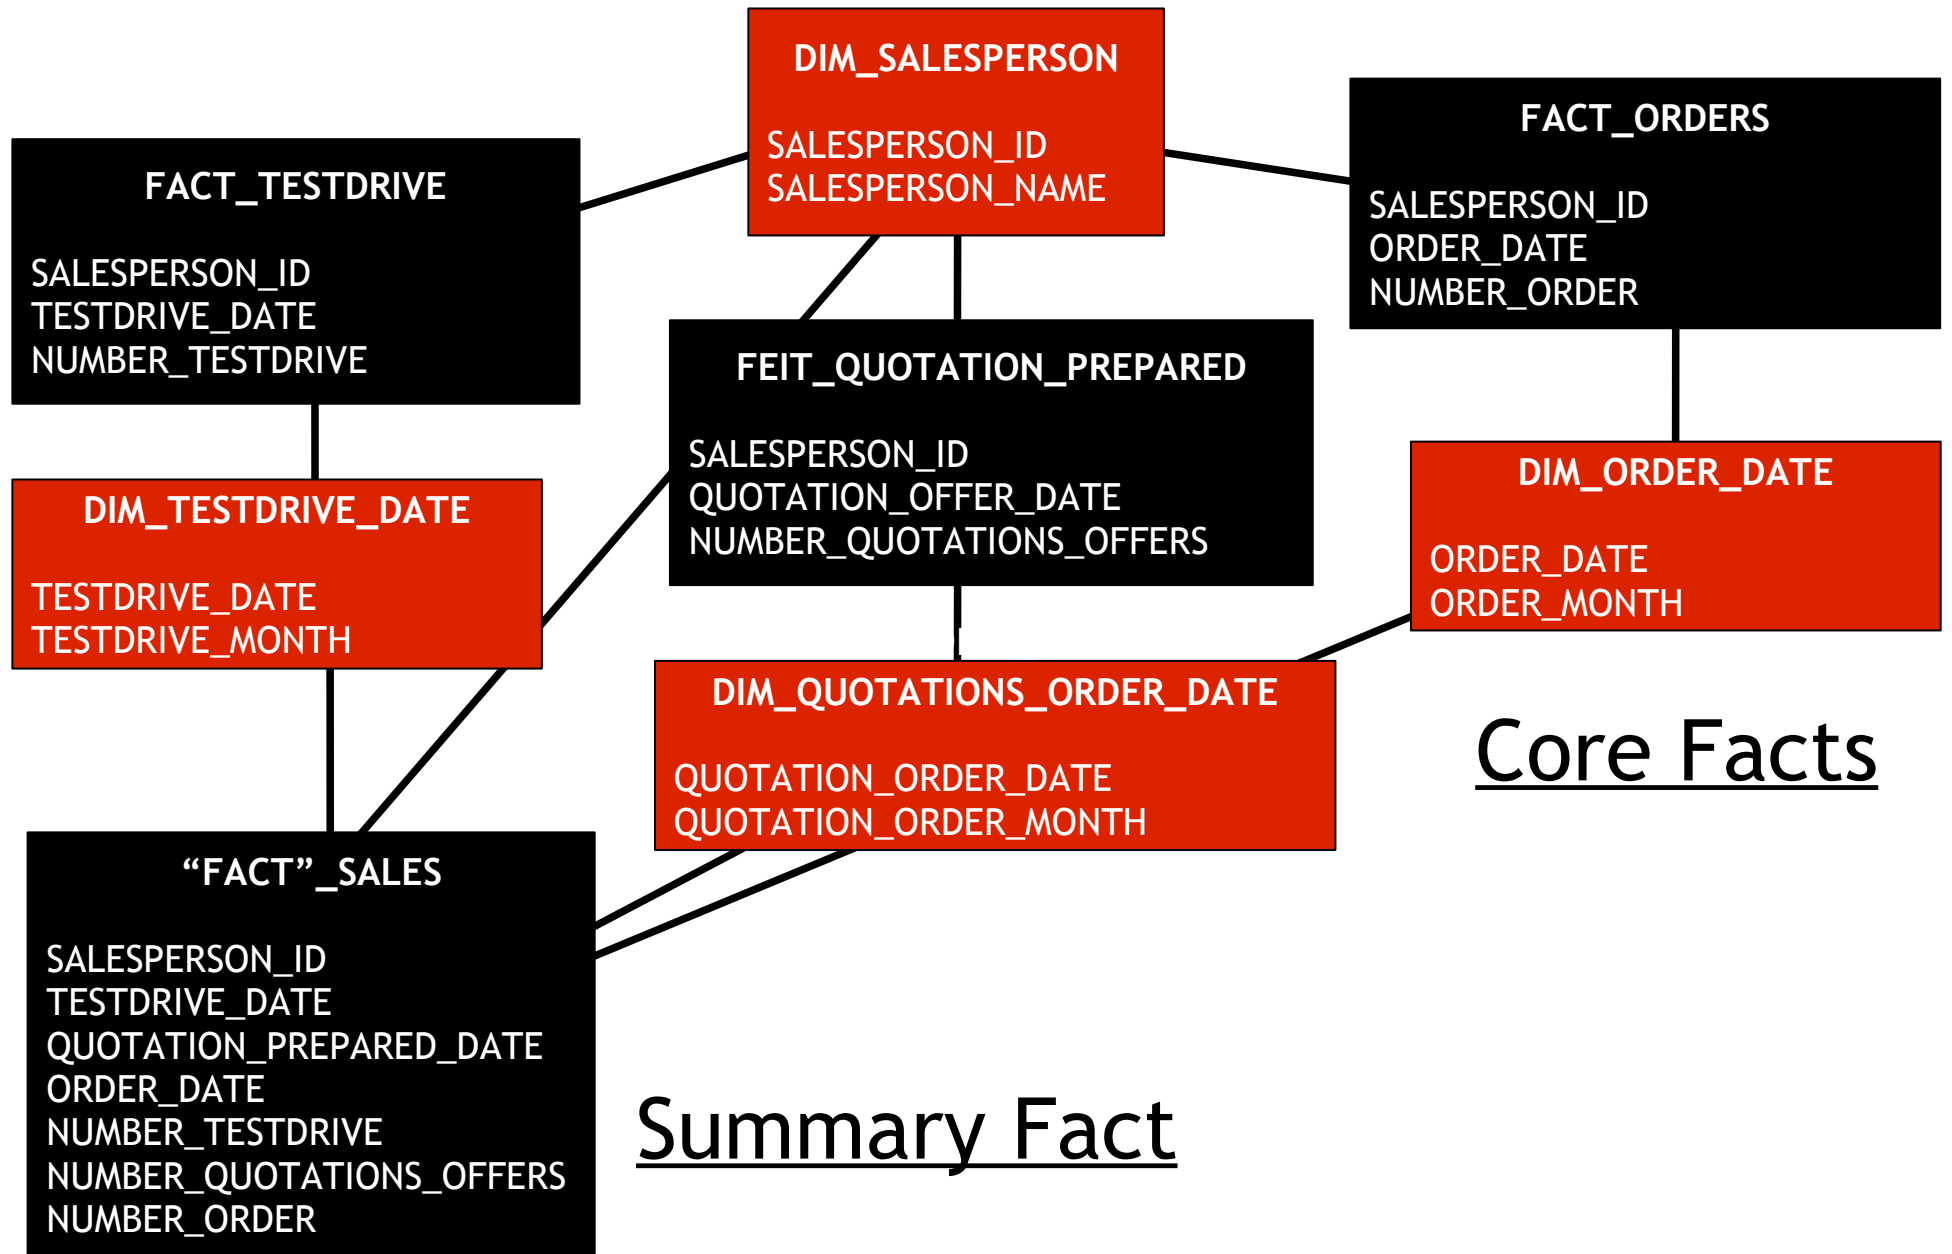 DIM_SALESPERSON
SALESPERSON_ID
SALESPERSON_NAME
FACT_ORDERS
SALESPERSON_ID
ORDER_DATE
NUMBER_ORDER
FACT_TESTDRIVE
SALESPERSON_ID
TESTDRIVE_DATE
NUMBER_TESTDRIVE
FEIT_QUOTATION_PREPARED
SALESPERSON_ID
QUOTATION_OFFER_DATE
NUMBER_QUOTATIONS_OFFERS
DIM_ORDER_DATE
ORDER_DATE
ORDER_MONTH
DIM_TESTDRIVE_DATE
TESTDRIVE_DATE
TESTDRIVE_MONTH
DIM_QUOTATIONS_ORDER_DATE
QUOTATION_ORDER_DATE
QUOTATION_ORDER_MONTH
Core Facts
“FACT”_SALES
SALESPERSON_ID
TESTDRIVE_DATE
QUOTATION_PREPARED_DATE
ORDER_DATE
NUMBER_TESTDRIVE
NUMBER_QUOTATIONS_OFFERS
NUMBER_ORDER
Summary Fact